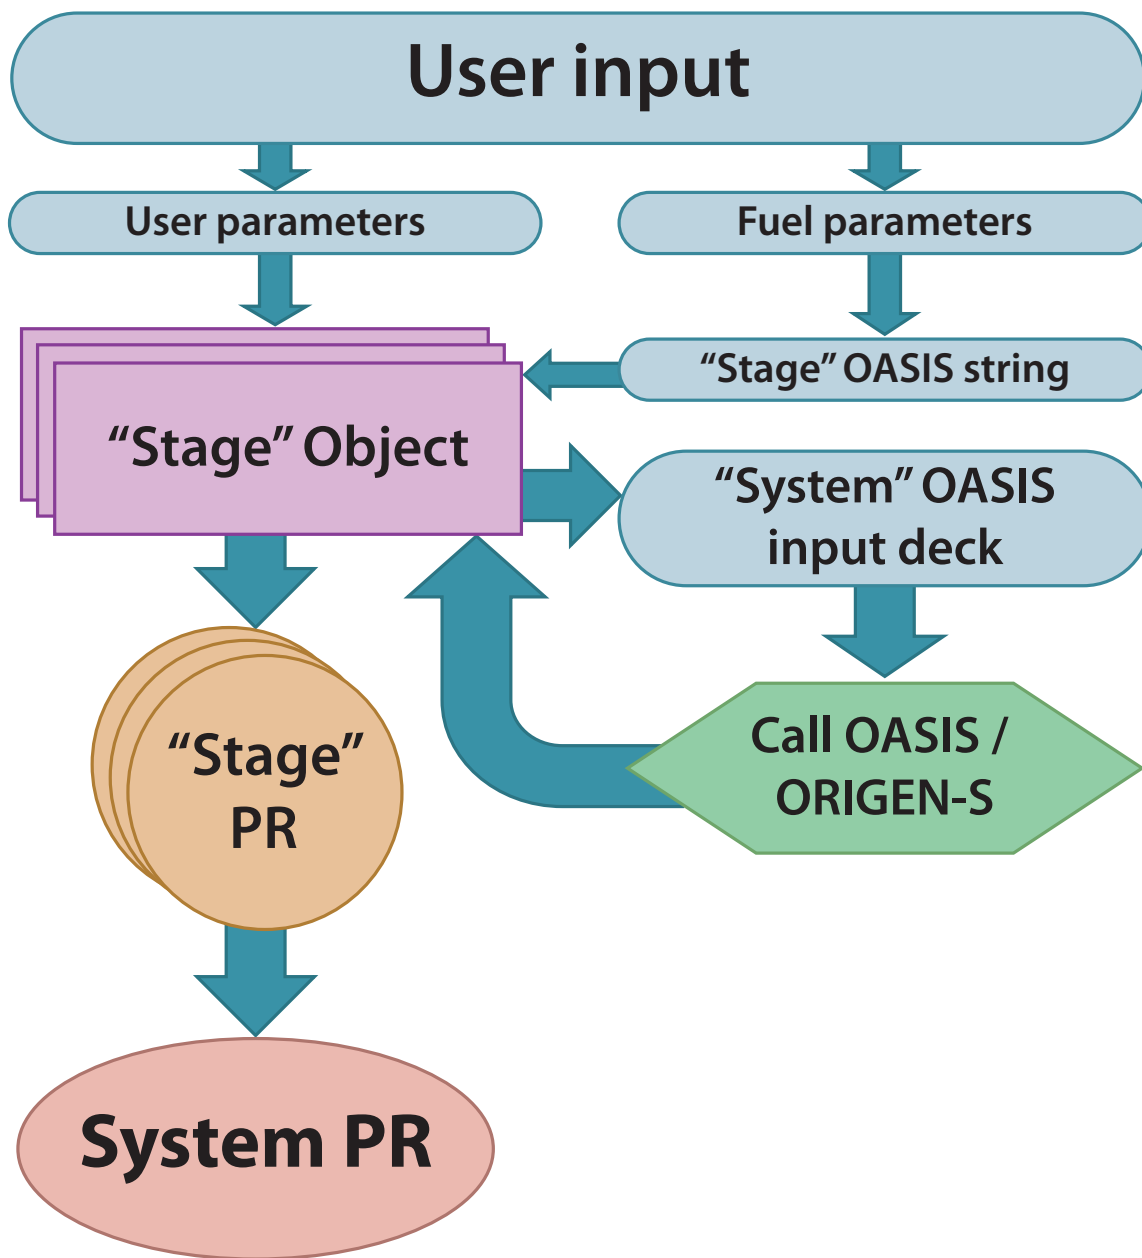 User input
User parameters
Fuel parameters
“Stage” OASIS string
“Stage” Object
“System” OASIS
input deck
“Stage”
PR
Call OASIS /
ORIGEN-S
System PR